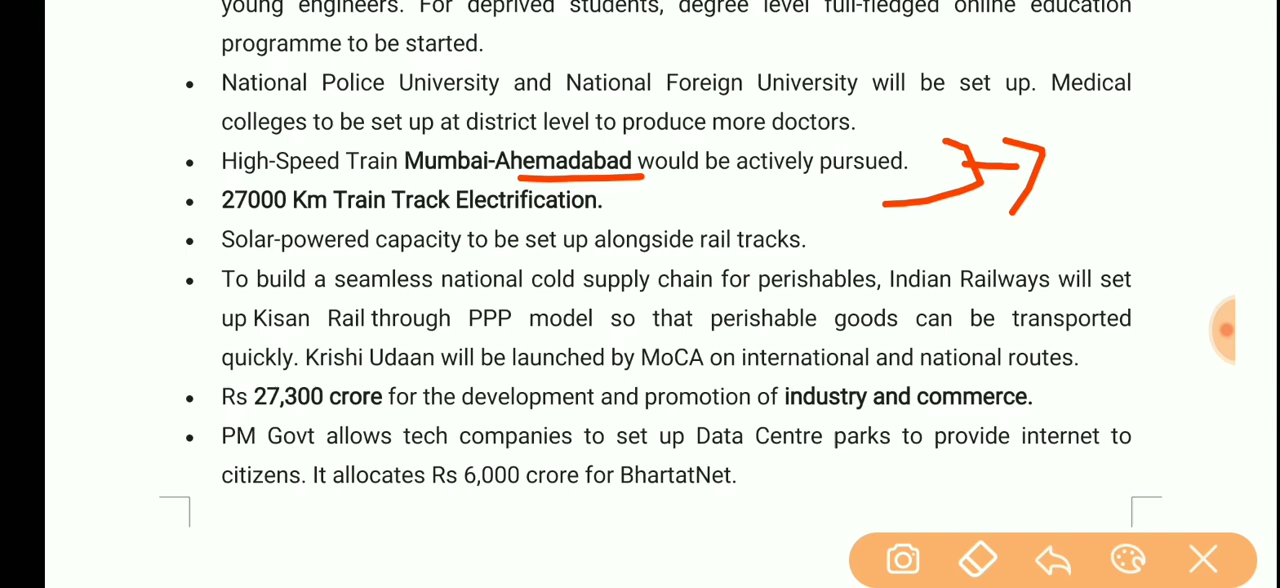 young engineers. For deprived students, degree level full-fledged online education
programme to be started.
• National Police University and National Foreign University will be set up. Medical
colleges to be set up at district level to produce more doctors.
• High-Speed Train Mumbai-Ahemadabad would be actively pursued.
• 27000 Km Train Track Electrification.
• Solar-powered capacity to be set up alongside rail tracks.
• To build a seamless national cold supply chain for perishables, Indian Railways will set
up Kisan Rail through PPP model so that perishable goods can be transported
quickly. Krishi Udaan will be launched by MoCA on international and national routes.
• Rs 27,300 crore for the development and promotion of industry and commerce.
• PM Govt allows tech companies to set up Data Centre parks to provide internet to
citizens. It allocates Rs 6,000 crore for BhartatNet.